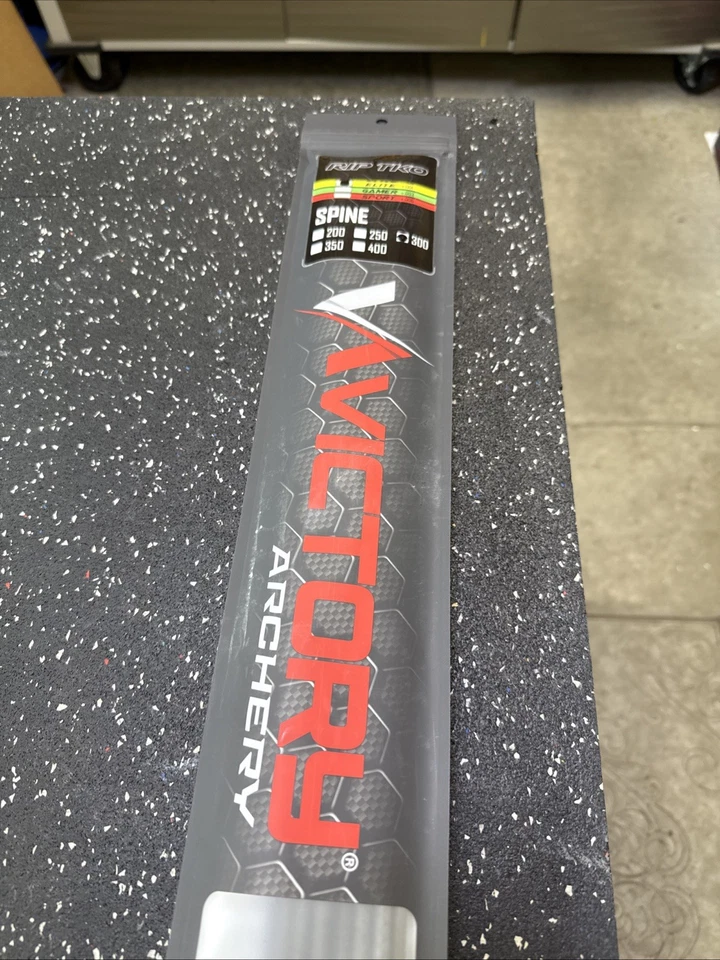 RIP TKO
ELITE
GAMER
SPORT
SPINE
200 250 300
350 400
VICTORY®
ARCHERY